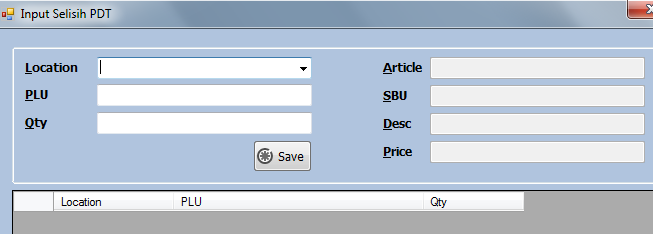 Input Selisih PDT
Location
PLU
Qty
Save
Article
SBU
Desc
Price
Location PLU Qty